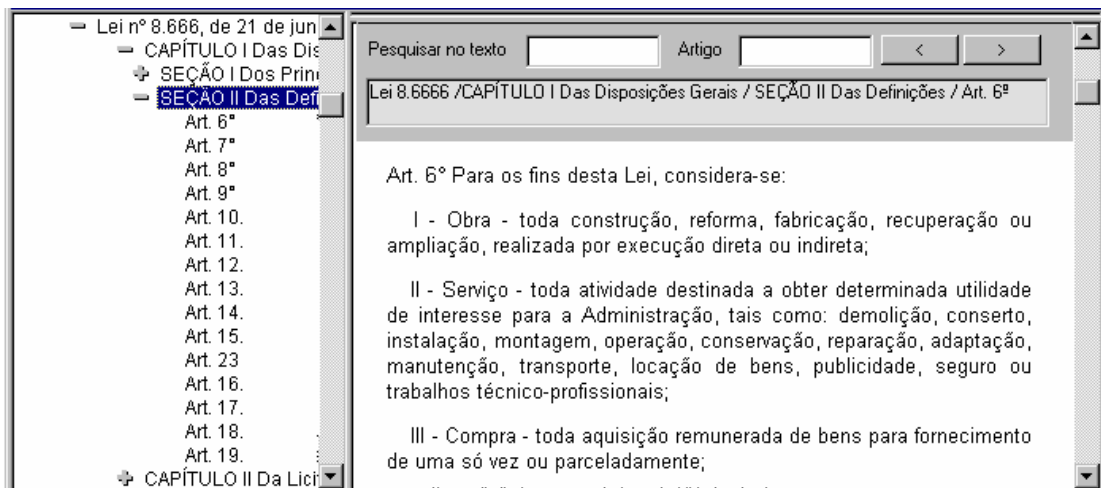 Lei nº 8.666, de 21 de jun
CAPÍTULO I Das Dis
SEÇÃO I Dos Prin
SEÇÃO II Das Defi
Art. 6°
Art. 7°
Art. 8°
Art. 9°
Art. 10.
Art. 11.
Art. 12.
Art. 13.
Art. 14.
Art. 15.
Art. 23
Art. 16.
Art. 17.
Art. 18.
Art. 19.
CAPÍTULO II Da Lici
Pesquisar no texto Artigo < >
Lei 8.6666 /CAPÍTULO I Das Disposições Gerais / SEÇÃO II Das Definições / Art. 6º
Art. 6° Para os fins desta Lei, considera-se:
I - Obra - toda construção, reforma, fabricação, recuperação ou
ampliação, realizada por execução direta ou indireta;
II - Serviço - toda atividade destinada a obter determinada utilidade
de interesse para a Administração, tais como: demolição, conserto,
instalação, montagem, operação, conservação, reparação, adaptação,
manutenção, transporte, locação de bens, publicidade, seguro ou
trabalhos técnico-profissionais;
III - Compra - toda aquisição remunerada de bens para fornecimento
de uma só vez ou parceladamente;